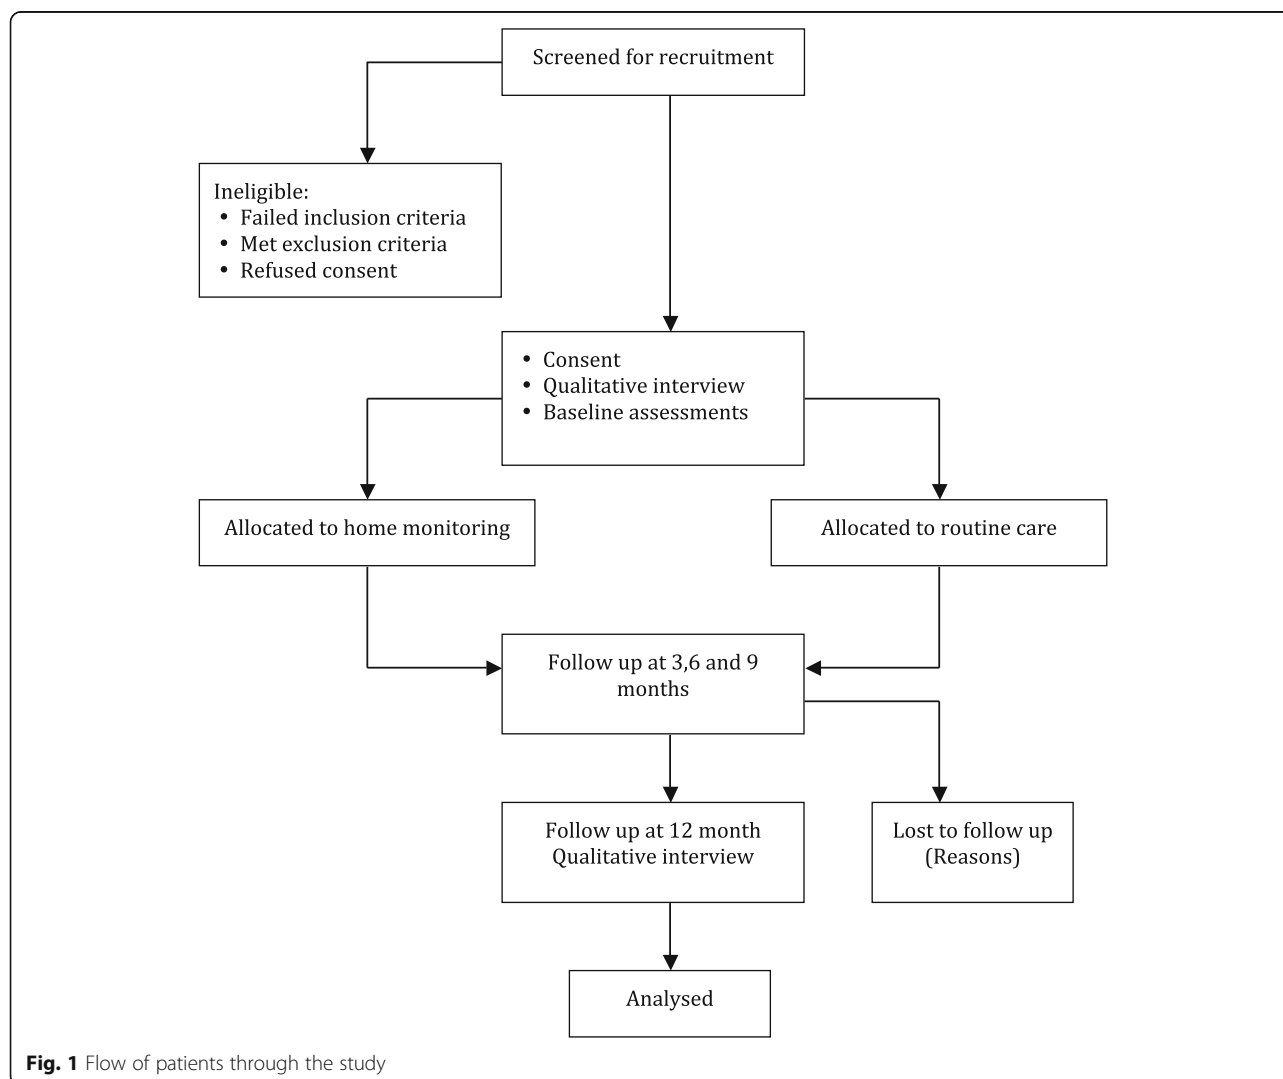 Screened for recruitment
Ineligible:
• Failed inclusion criteria
• Met exclusion criteria
• Refused consent
• Consent
• Qualitative interview
• Baseline assessments
Allocated to home monitoring
Allocated to routine care
Follow up at 3,6 and 9
months
Follow up at 12 month
Qualitative interview
Lost to follow up
(Reasons)
Analysed
Fig. 1 Flow of patients through the study